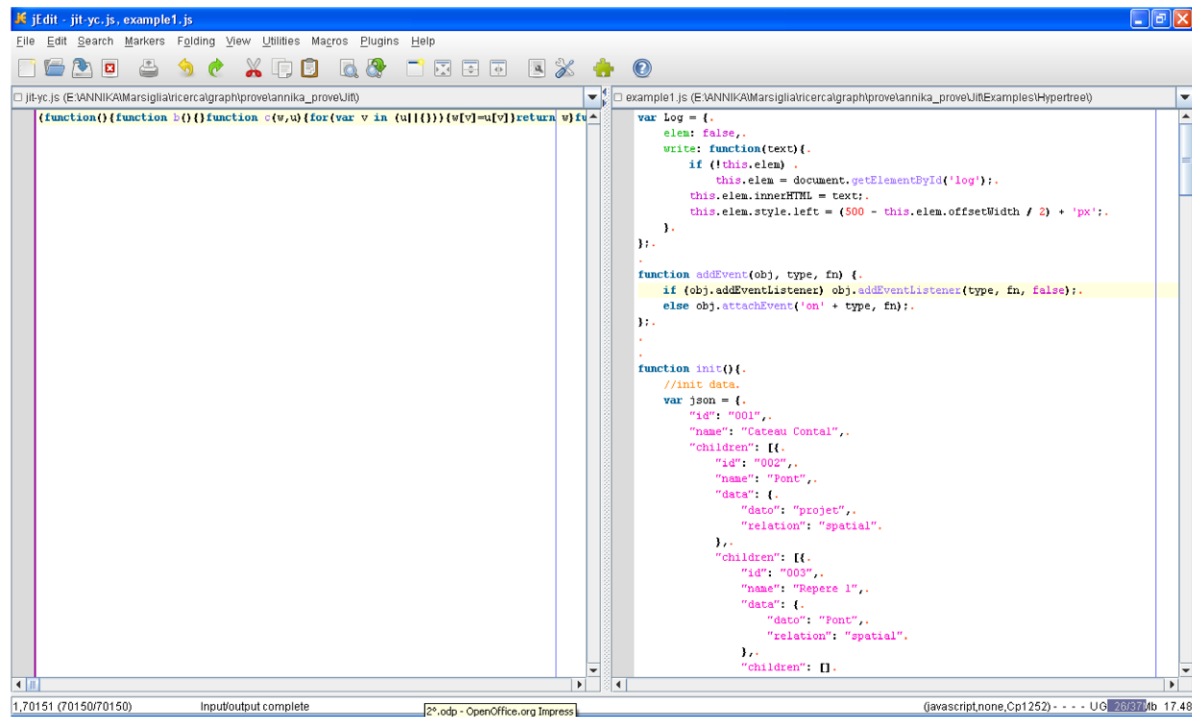 jEdit - jit-yc.js, example1.js
File Edit Search Markers Folding View Utilities Macros Plugins Help
jit-yc.js (E:\ANNIKA\Marsiglia\ricerca\graph\prove\annika_prove\Jit\)
(function(){function b(){}function c(w,u){for(var v in (u||{})){w[v]=u[v]}return w}fu
example1.js (E:\ANNIKA\Marsiglia\ricerca\graph\prove\annika_prove\Jit\Examples\Hypertree\)
var Log = {.
elem: false,.
write: function(text){.
if (!this.elem) .
this.elem = document.getElementById('log');.
this.elem.innerHTML = text;.
this.elem.style.left = (500 - this.elem.offsetWidth / 2) + 'px';.
}.
};.
.
function addEvent(obj, type, fn) {.
if (obj.addEventListener) obj.addEventListener(type, fn, false);.
else obj.attachEvent('on' + type, fn);.
};.
.
.
function init(){.
//init data.
var json = {.
"id": "001",.
"name": "Cateau Contal",.
"children": [{.
"id": "002",.
"name": "Pont",.
"data": {.
"dato": "projet",.
"relation": "spatial".
},.
"children": [{.
"id": "003",.
"name": "Repere 1",.
"data": {.
"dato": "Pont",.
"relation": "spatial".
},.
"children": [].
1,70151 (70150/70150) Input/output complete
2°.odp - OpenOffice.org Impress
(javascript,none,Cp1252) - - - - UG 26/37Mb 17.48